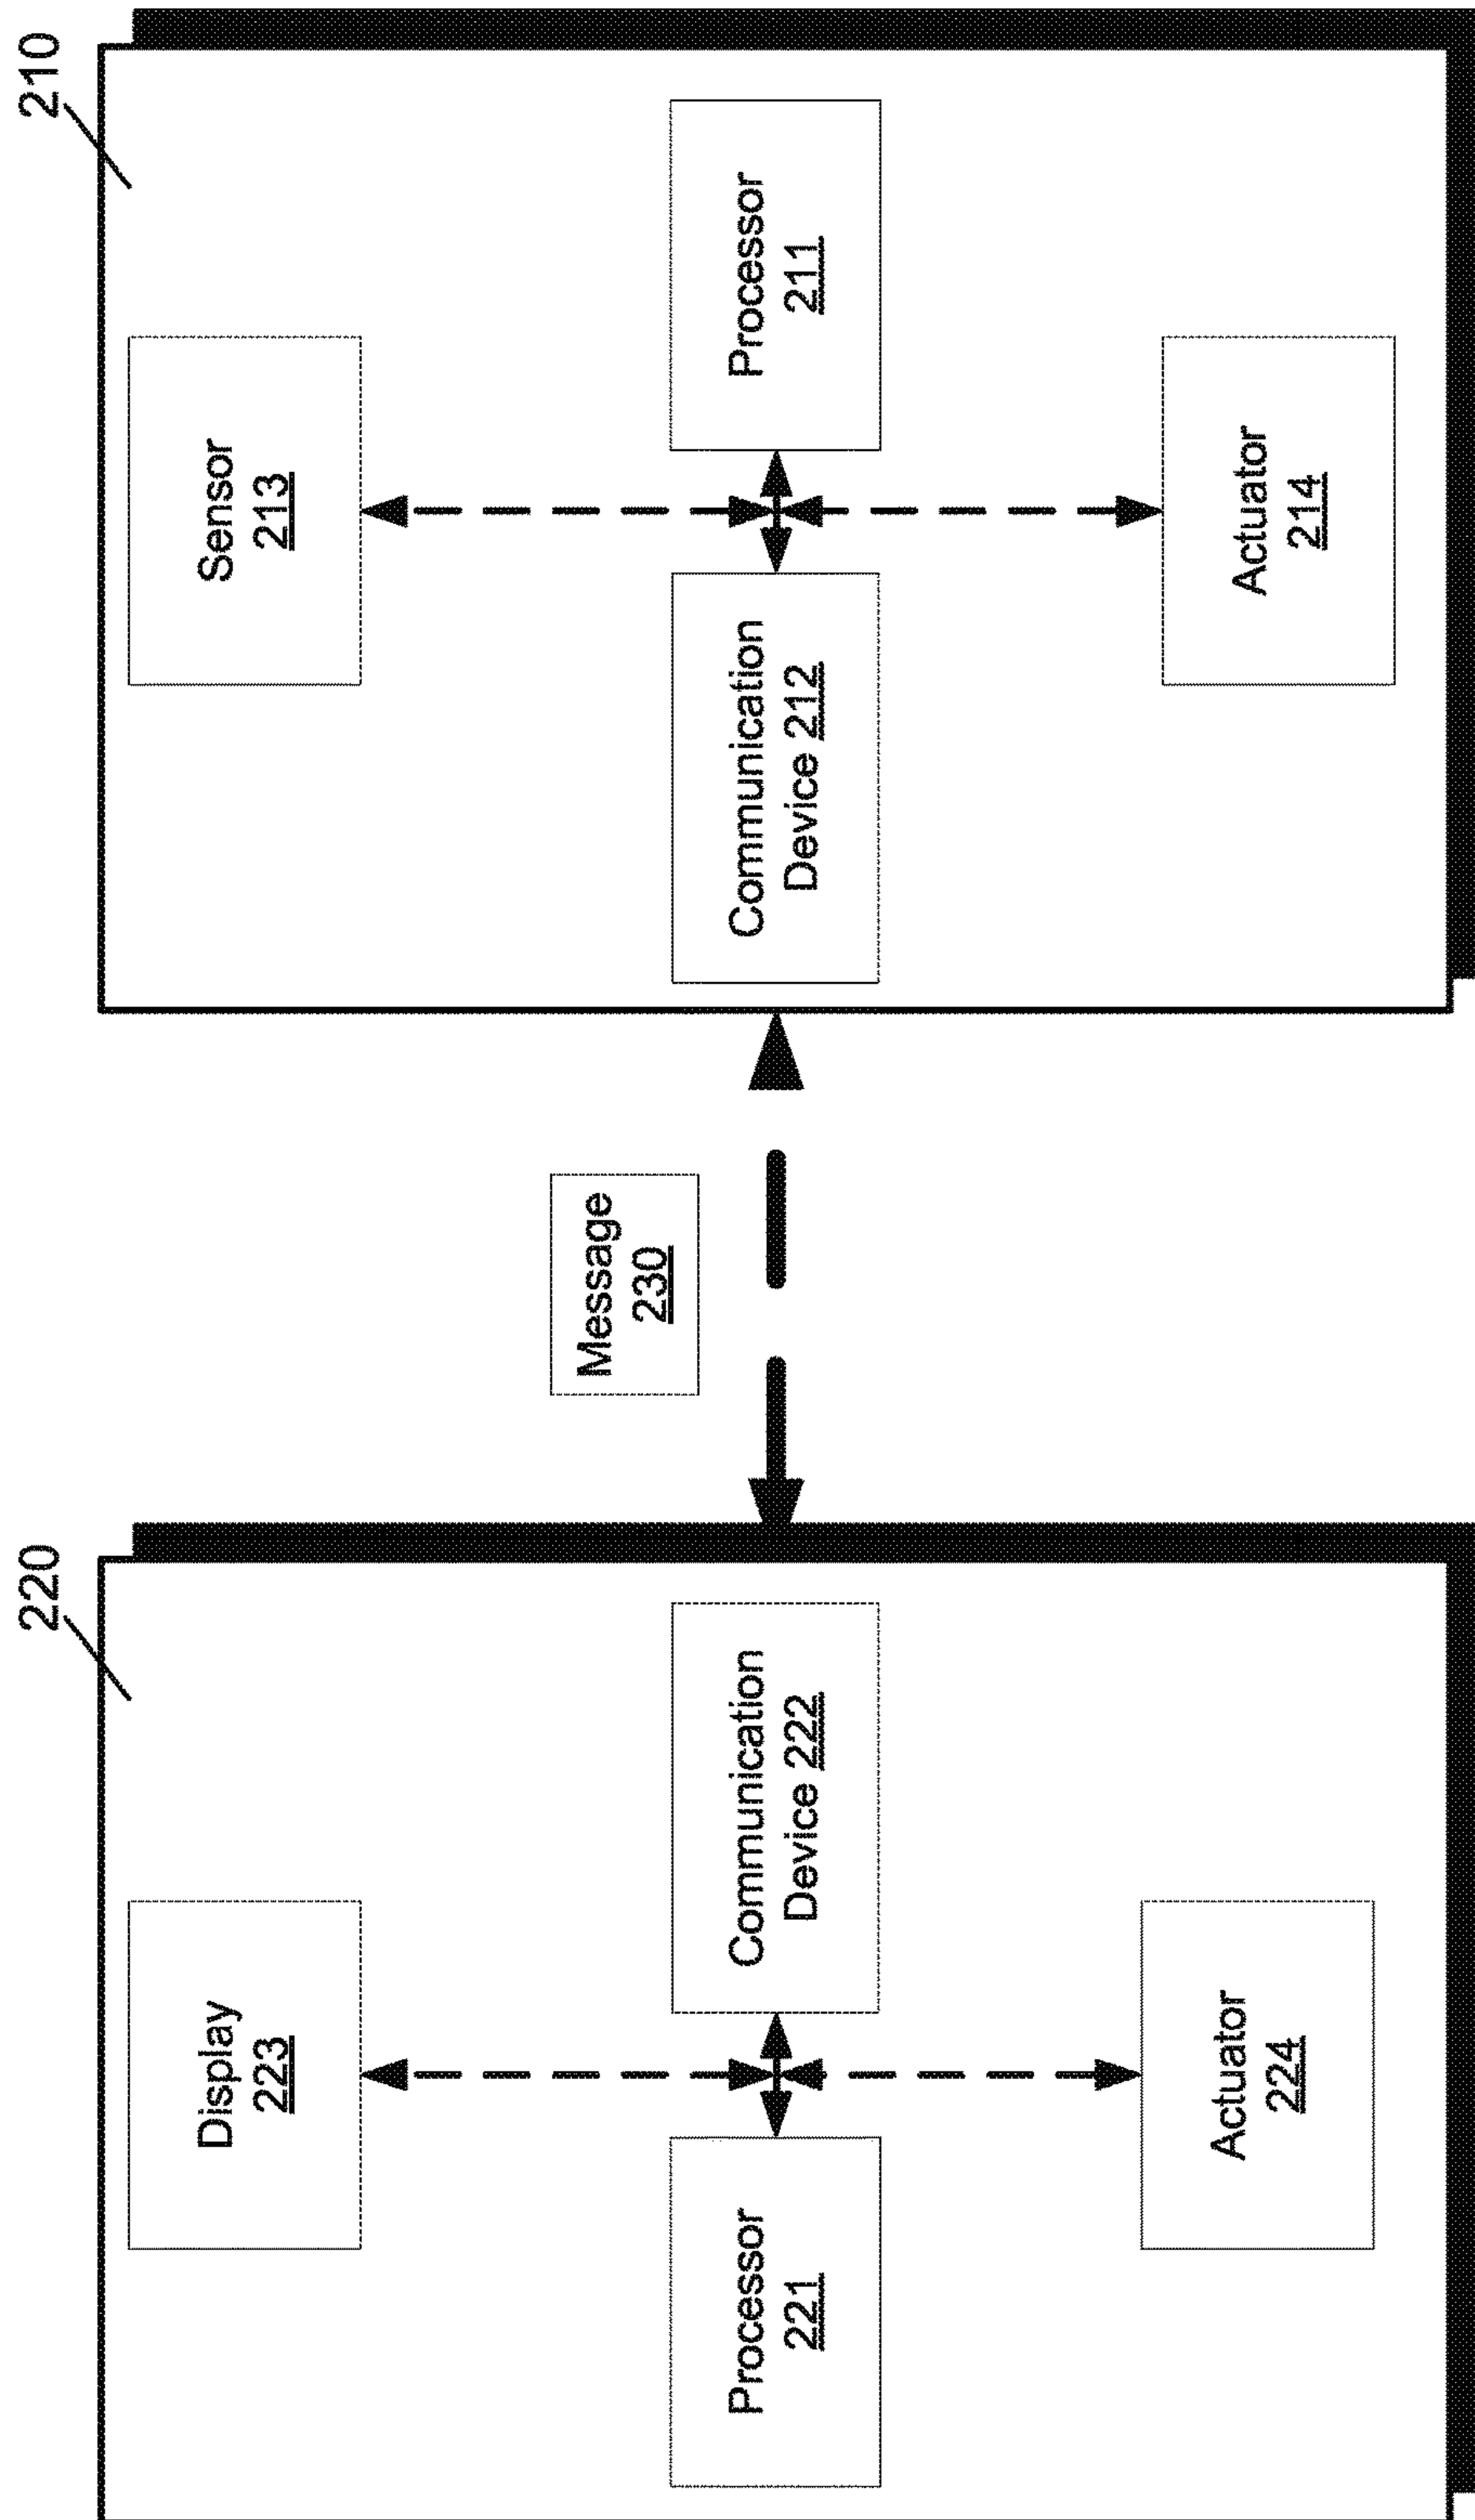 220
Display
223
Processor
221
Communication
Device 222
Actuator
224
Message
230
210
Sensor
213
Communication
Device 212
Processor
211
Actuator
214